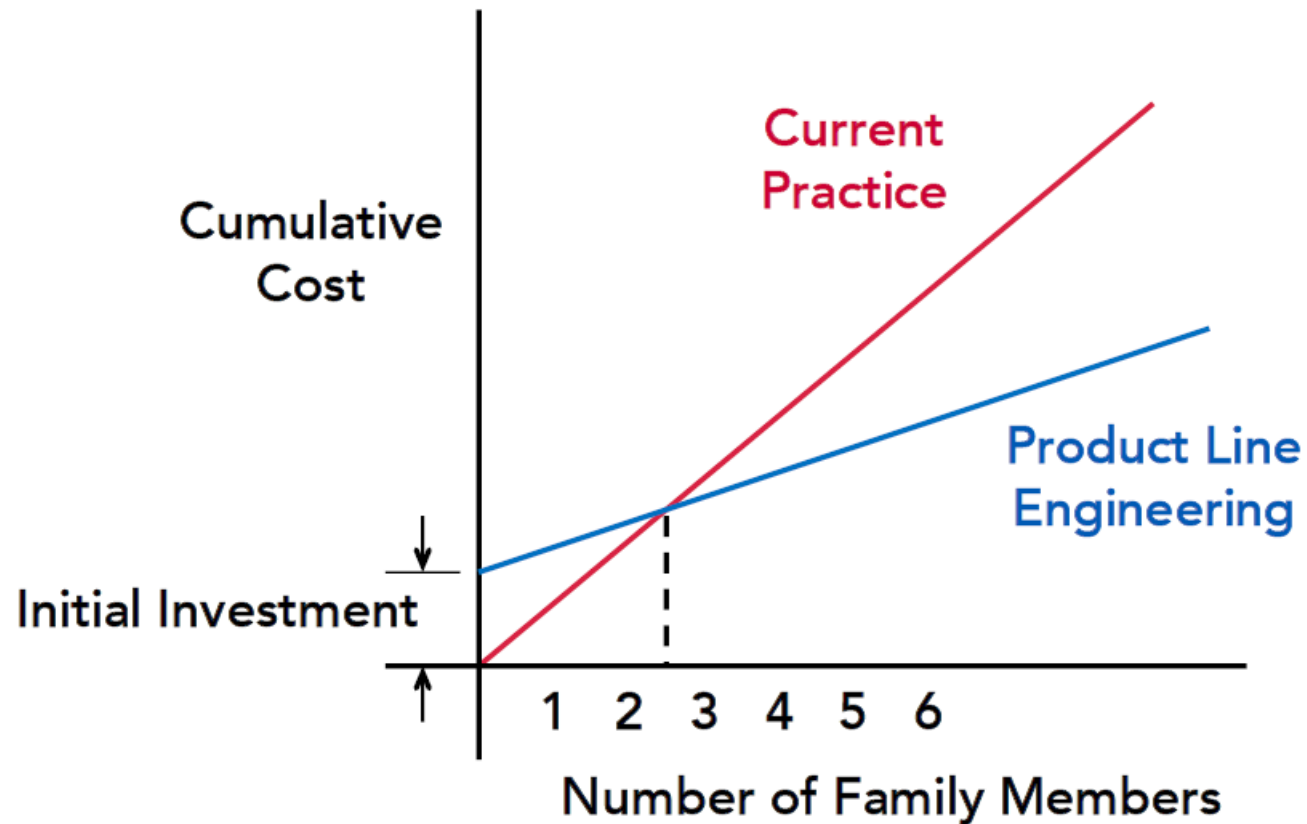 Current
Practice
Cumulative
Cost
Product Line
Engineering
Initial Investment
1 2 3 4 5 6
Number of Family Members